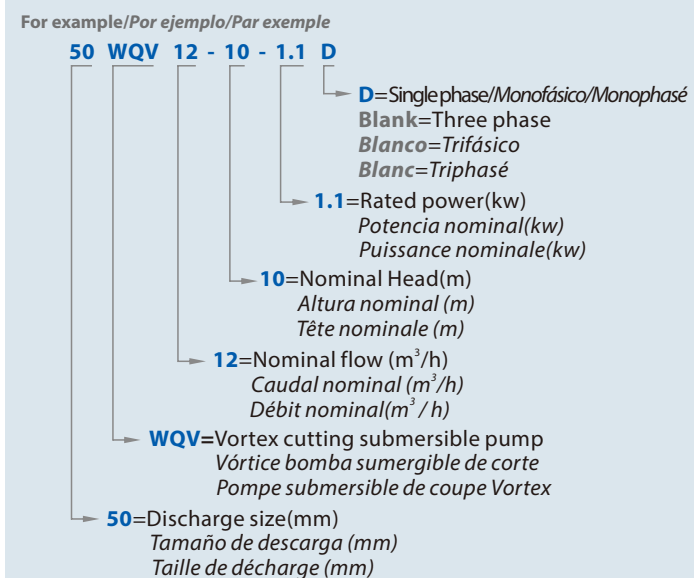 For example/Por ejemplo/Par exemple
50 WQV 12 - 10 - 1.1 D
D=Single phase/Monofásico/Monophasé
Blank=Three phase
Blanco=Trifásico
Blanc=Triphasé
1.1=Rated power(kw)
Potencia nominal(kw)
Puissance nominale(kw)
10=Nominal Head(m)
Altura nominal (m)
Tête nominale (m)
12=Nominal flow (m³/h)
Caudal nominal (m³/h)
Débit nominal(m³ / h)
WQV=Vortex cutting submersible pump
Vórtice bomba sumergible de corte
Pompe submersible de coupe Vortex
50=Discharge size(mm)
Tamaño de descarga (mm)
Taille de décharge (mm)